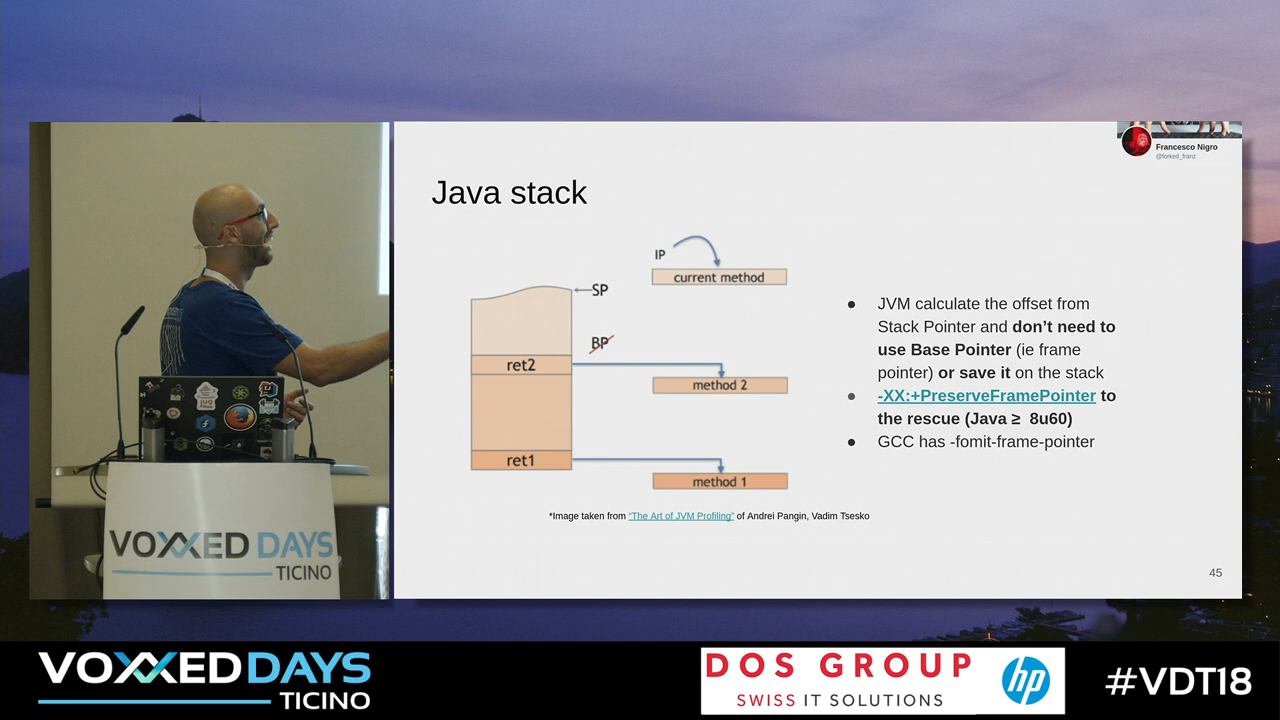 Francesco Nigro
@forked_franz
Java stack
IP
current method
SP
BP
ret2
method 2
ret1
method 1
● JVM calculate the offset from
Stack Pointer and don’t need to
use Base Pointer (ie frame
pointer) or save it on the stack
● -XX:+PreserveFramePointer to
the rescue (Java ≥ 8u60)
● GCC has -fomit-frame-pointer
*Image taken from “The Art of JVM Profiling” of Andrei Pangin, Vadim Tsesko
45
VOXXED DAYS
TICINO
VOXXED DAYS
TICINO
DOS GROUP
SWISS IT SOLUTIONS
hp
#VDT18